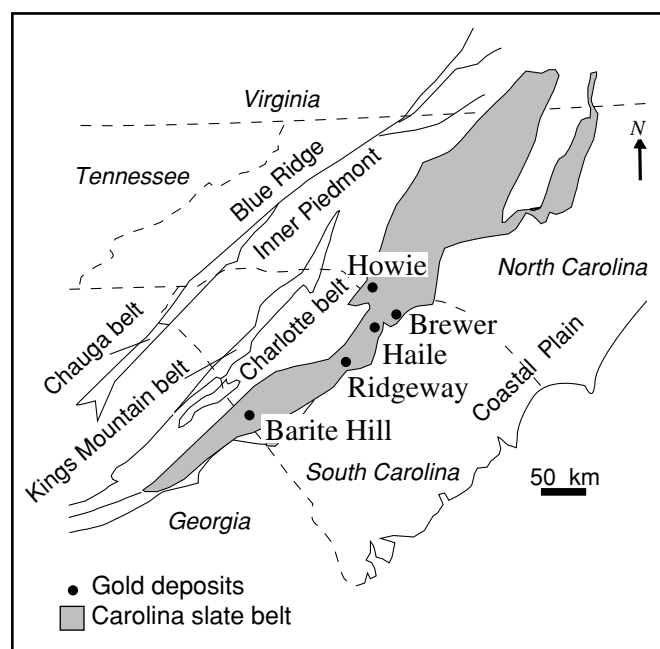 Virginia
N
Tennessee
Blue Ridge
Inner Piedmont
North Carolina
Howie
Charlotte belt
Brewer
Chauga belt
Haile
Coastal Plain
Ridgeway
Kings Mountain belt
Barite Hill
South Carolina
50 km
Georgia
Gold deposits
Carolina slate belt